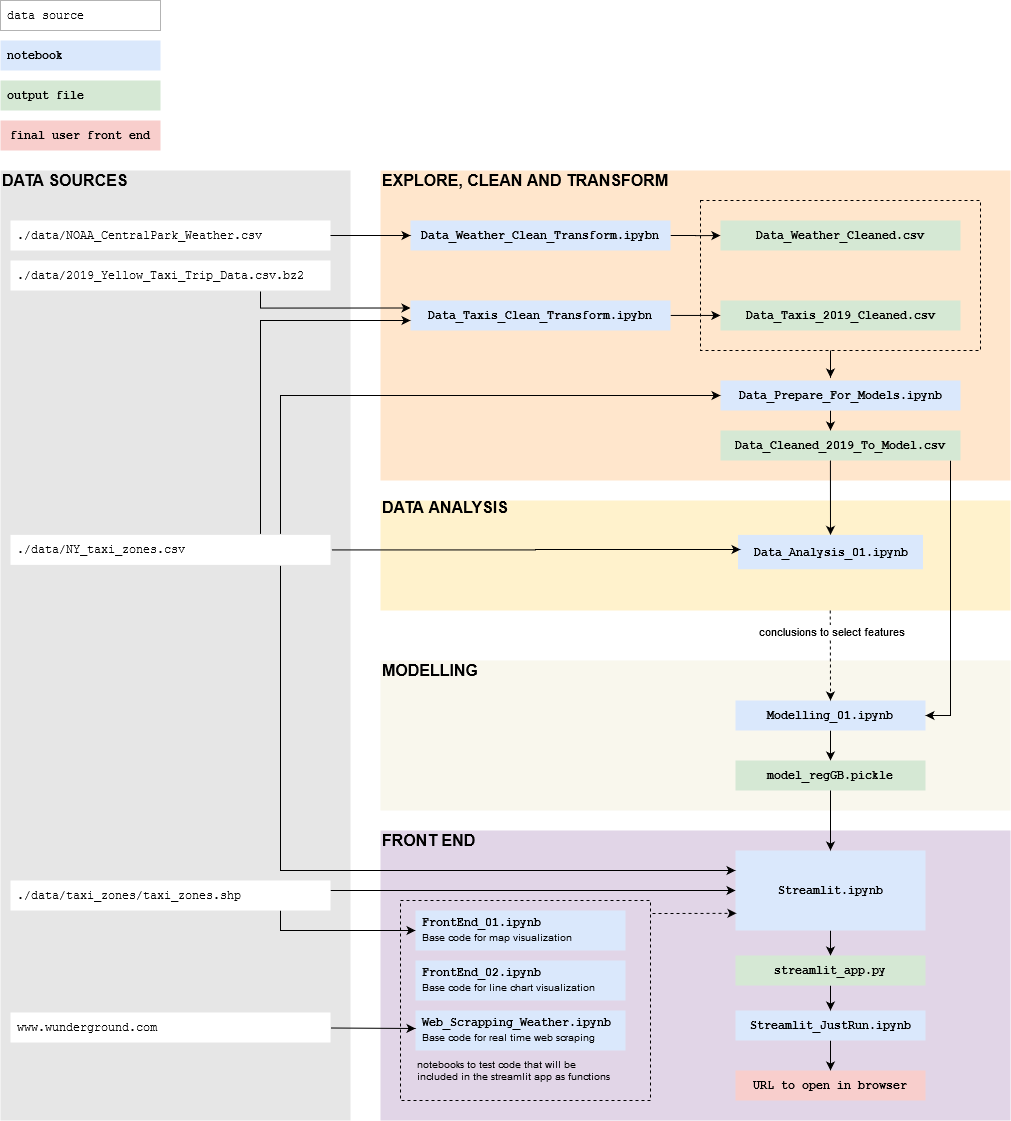 data source
notebook
output file
final user front end
DATA SOURCES
./data/NOAA_CentralPark_Weather.csv
./data/2019_Yellow_Taxi_Trip_Data.csv.bz2
./data/NY_taxi_zones.csv
./data/taxi_zones/taxi_zones.shp
www.wunderground.com
EXPLORE, CLEAN AND TRANSFORM
Data_Weather_Clean_Transform.ipybn
Data_Weather_Cleaned.csv
Data_Taxis_Clean_Transform.ipybn
Data_Taxis_2019_Cleaned.csv
Data_Prepare_For_Models.ipynb
Data_Cleaned_2019_To_Model.csv
DATA ANALYSIS
Data_Analysis_01.ipynb
conclusions to select features
MODELLING
Modelling_01.ipynb
model_regGB.pickle
FRONT END
Streamlit.ipynb
FrontEnd_01.ipynb
Base code for map visualization
FrontEnd_02.ipynb
Base code for line chart visualization
Web_Scrapping_Weather.ipynb
Base code for real time web scraping
notebooks to test code that will be
included in the streamlit app as functions
streamlit_app.py
Streamlit_JustRun.ipynb
URL to open in browser